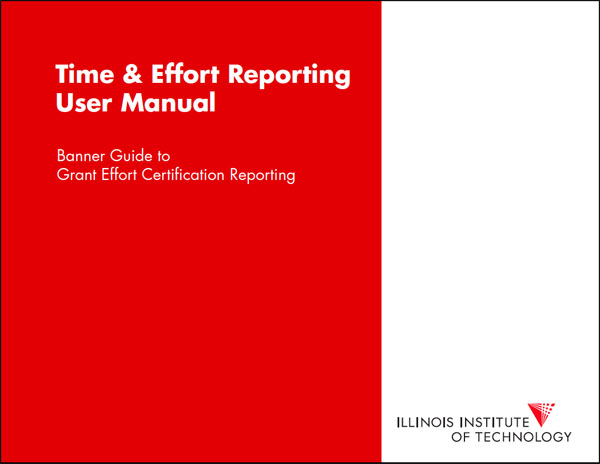 Time & Effort Reporting
User Manual
Banner Guide to
Grant Effort Certification Reporting
ILLINOIS INSTITUTE
OF TECHNOLOGY